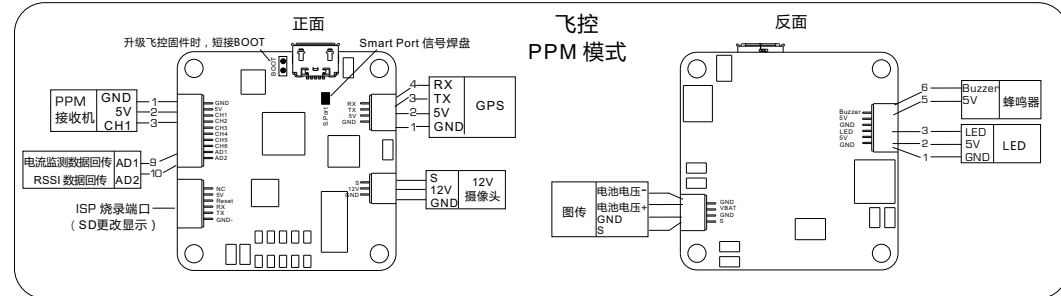 正面
飞控
PPM 模式
反面
升级飞控固件时，短接BOOT
Smart Port 信号焊盘
BOOT
S.Port
PPM
接收机
GND
5V
CH1
1
2
3
GND
5V
CH1
CH2
CH3
CH4
CH5
CH6
AD1
AD2
电流监测数据回传
AD1
9
RSSI 数据回传
AD2
10
NC
5V
Reset
RX
TX
GND-
ISP 烧录端口
（SD更改显示）
RX
TX
5V
GND
4
3
2
1
RX
TX
5V
GND
GPS
S
12V
GND
S
12V
GND
12V
摄像头
Buzzer
5V
GND
LED
5V
GND
6
5
Buzzer
5V
蜂鸣器
3
2
1
LED
5V
GND
LED
图传
电池电压-
电池电压+
GND
S
GND
VBAT
GND
S